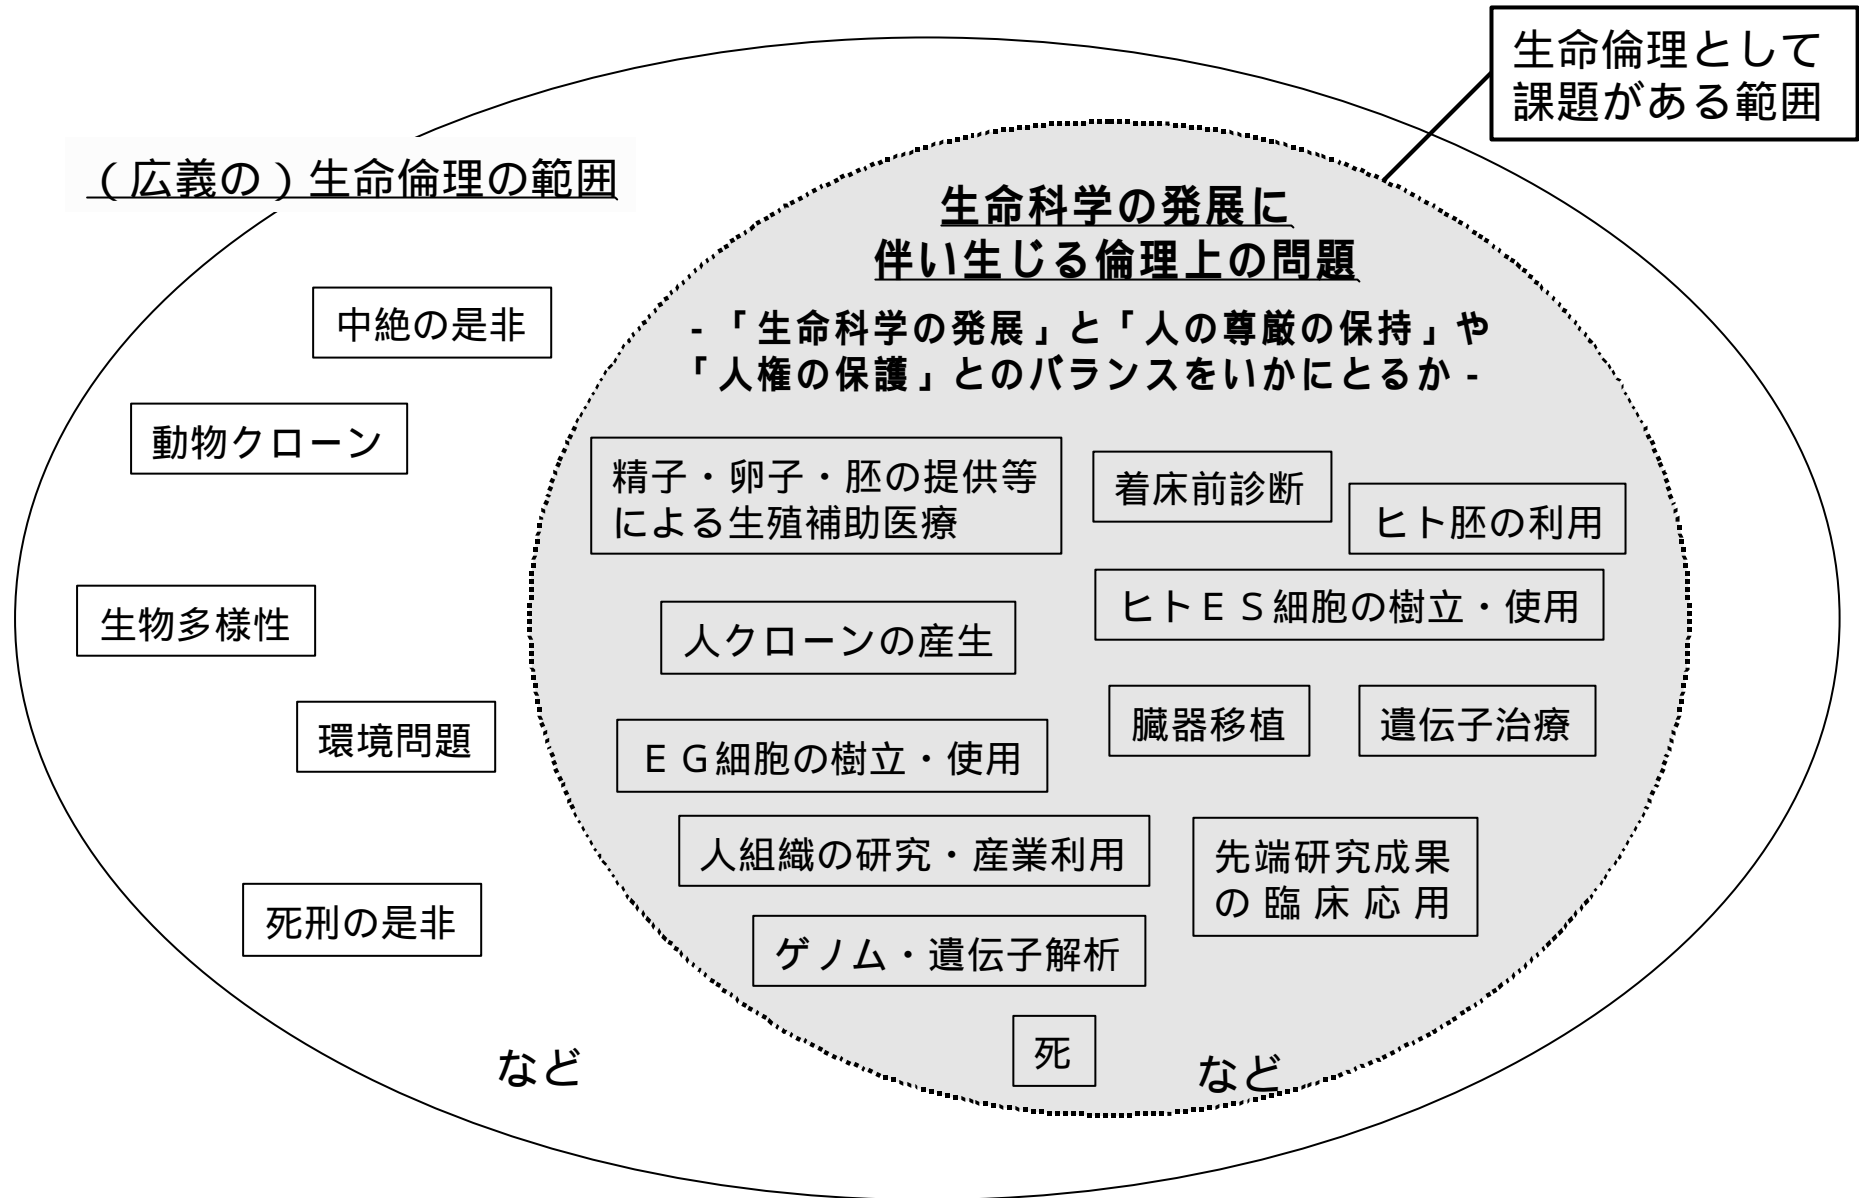 生命倫理として
課題がある範囲
（広義の）生命倫理の範囲
生命科学の発展に
伴い生じる倫理上の問題
-「生命科学の発展」と「人の尊厳の保持」や
「人権の保護」とのバランスをいかにとるか-
中絶の是非
動物クローン
生物多様性
環境問題
死刑の是非
など
精子・卵子・胚の提供等
による生殖補助医療
着床前診断
ヒト胚の利用
ヒトＥＳ細胞の樹立・使用
人クローンの産生
臓器移植
遺伝子治療
ＥＧ細胞の樹立・使用
人組織の研究・産業利用
先端研究成果
の臨床応用
ゲノム・遺伝子解析
死
など